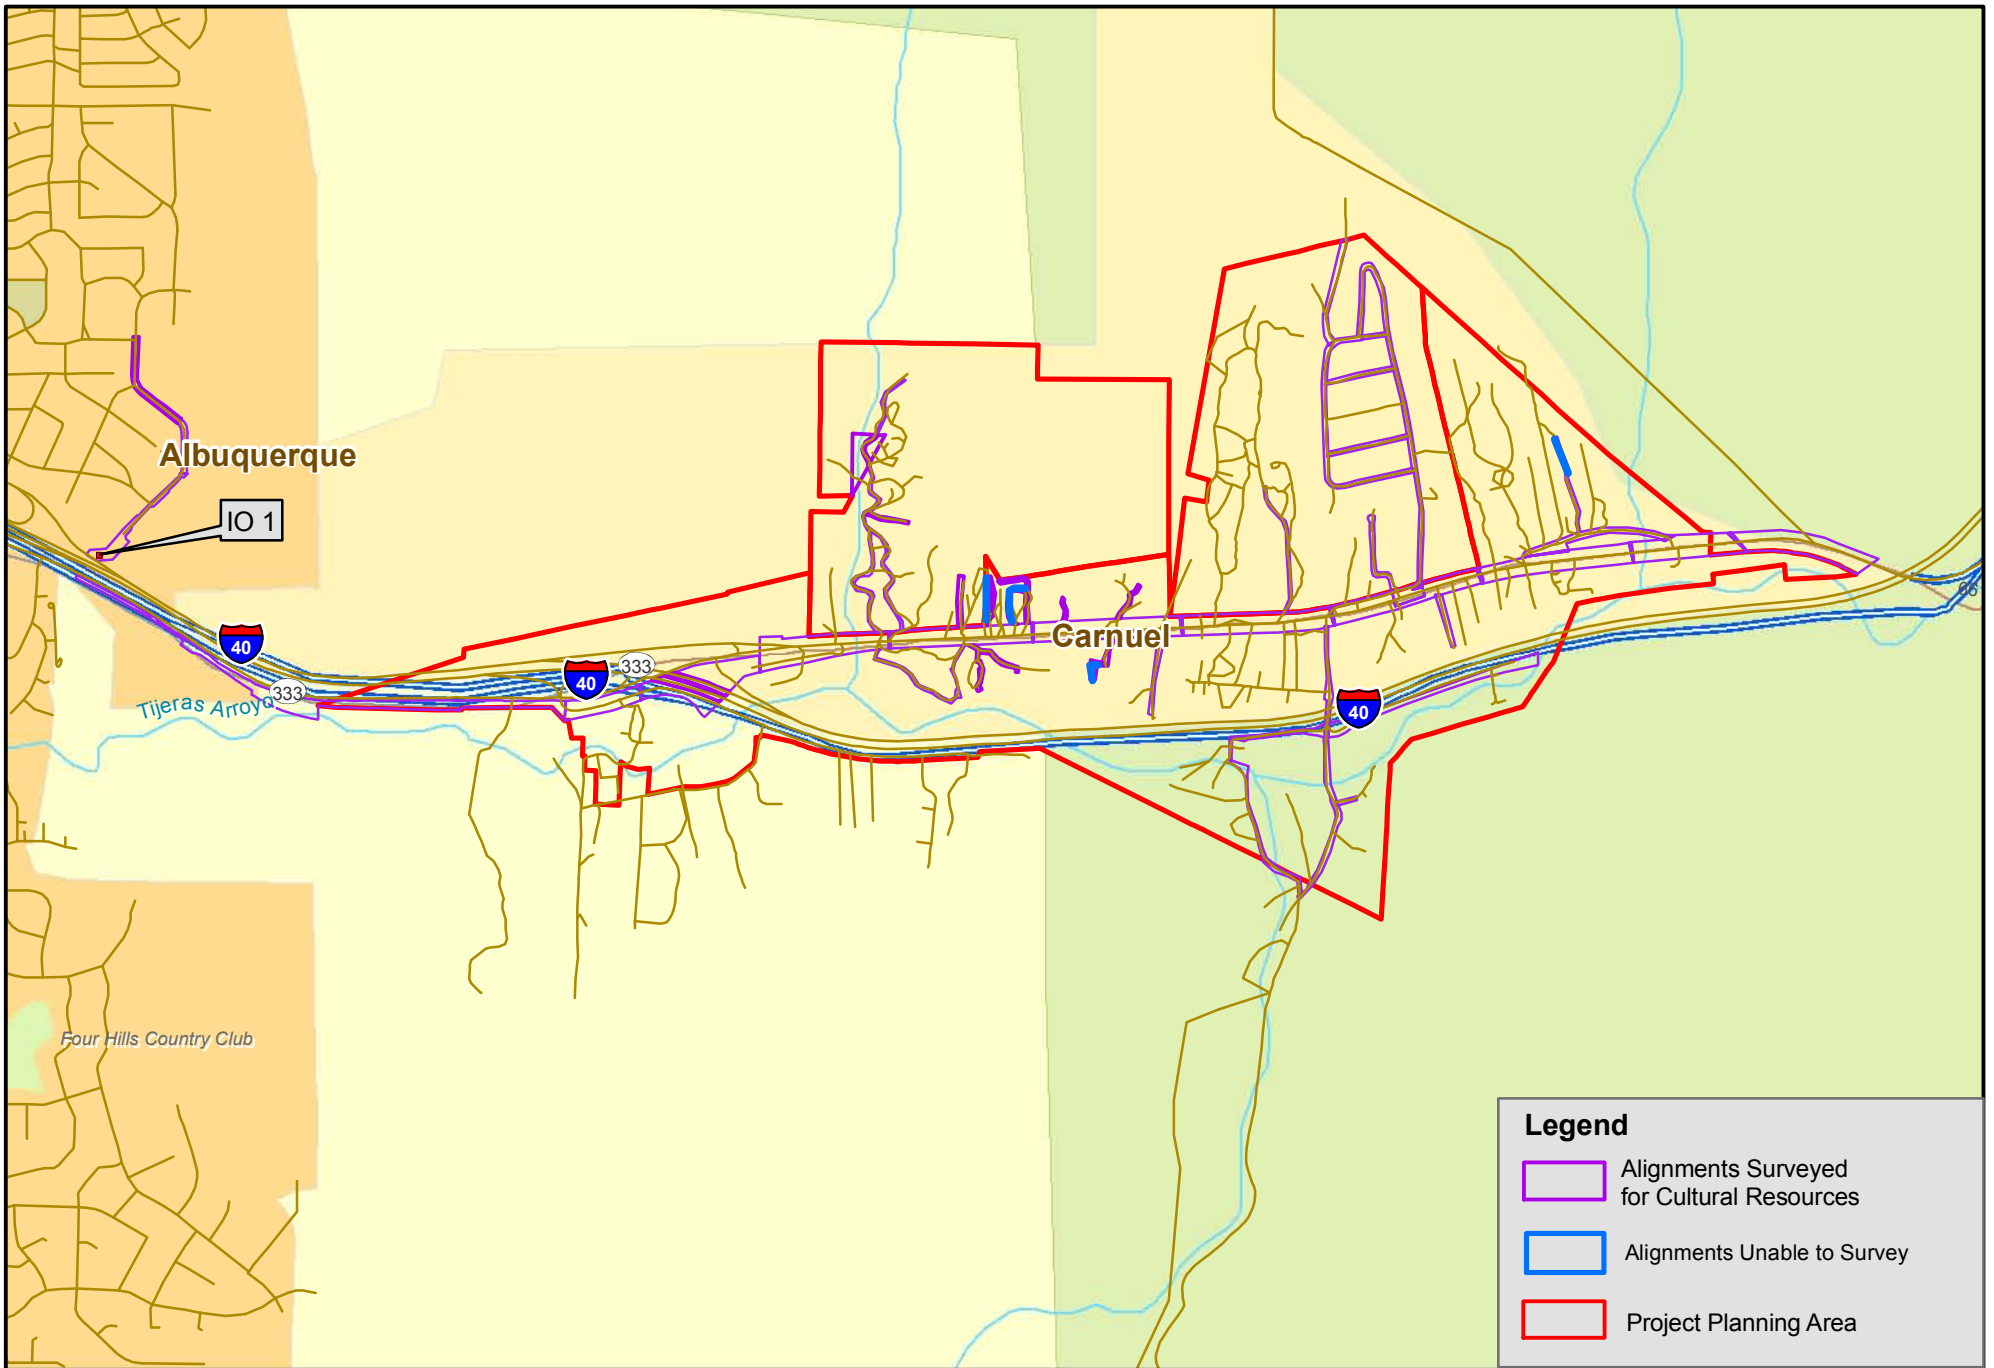 Albuquerque
IO 1
40
333
Tijeras Arroyo
40
333
Carnuel
40
66
Four Hills Country Club
Legend
Alignments Surveyed
for Cultural Resources
Alignments Unable to Survey
Project Planning Area